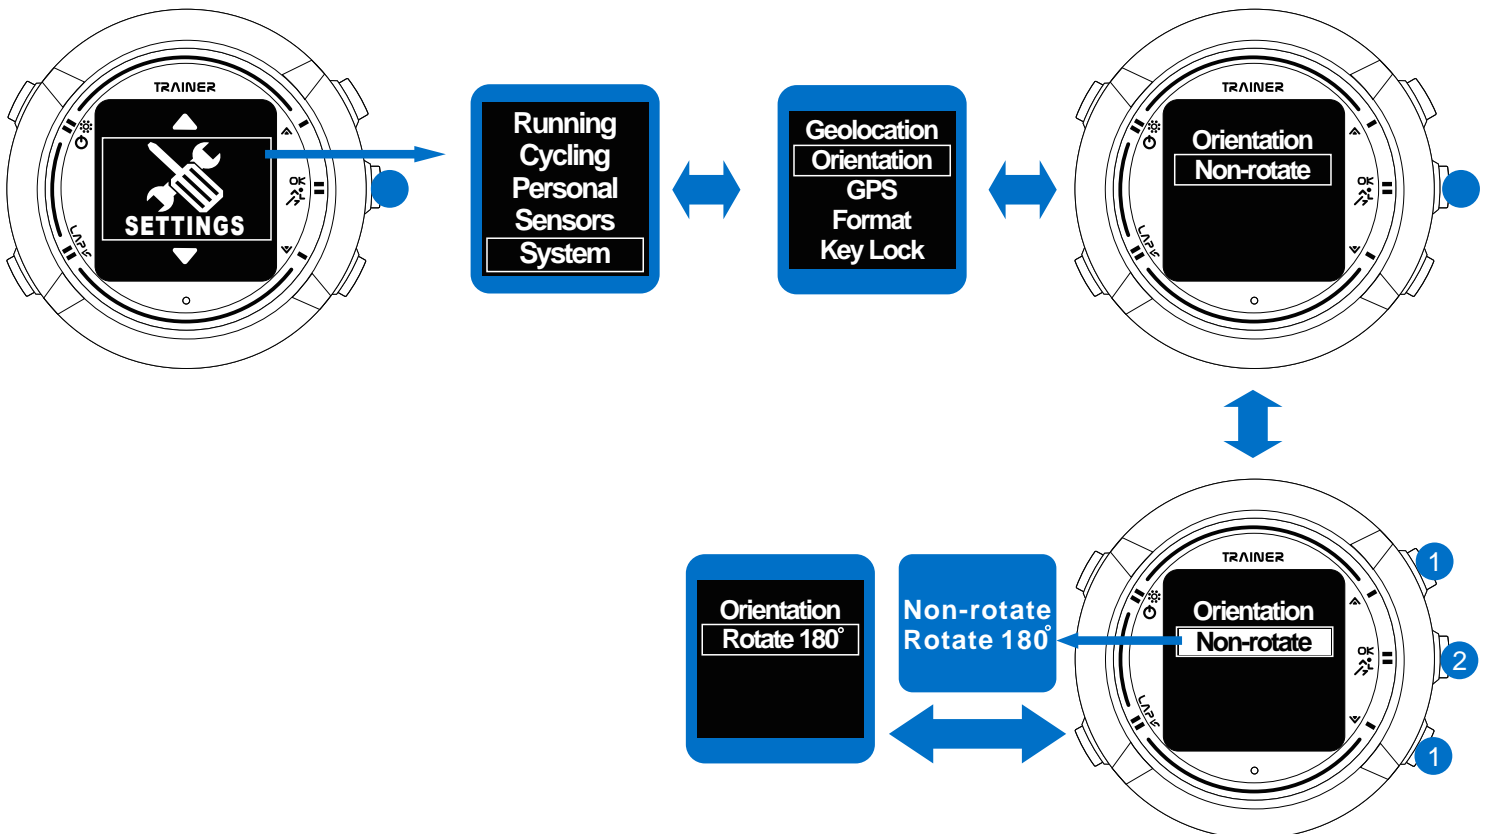 TRAINER
SETTINGS
OK
LAP
Running
Cycling
Personal
Sensors
System
Geolocation
Orientation
GPS
Format
Key Lock
TRAINER
Orientation
Non-rotate
OK
LAP
TRAINER
Orientation
Non-rotate
OK
LAP
1
2
1
Non-rotate
Rotate 180°
Orientation
Rotate 180°